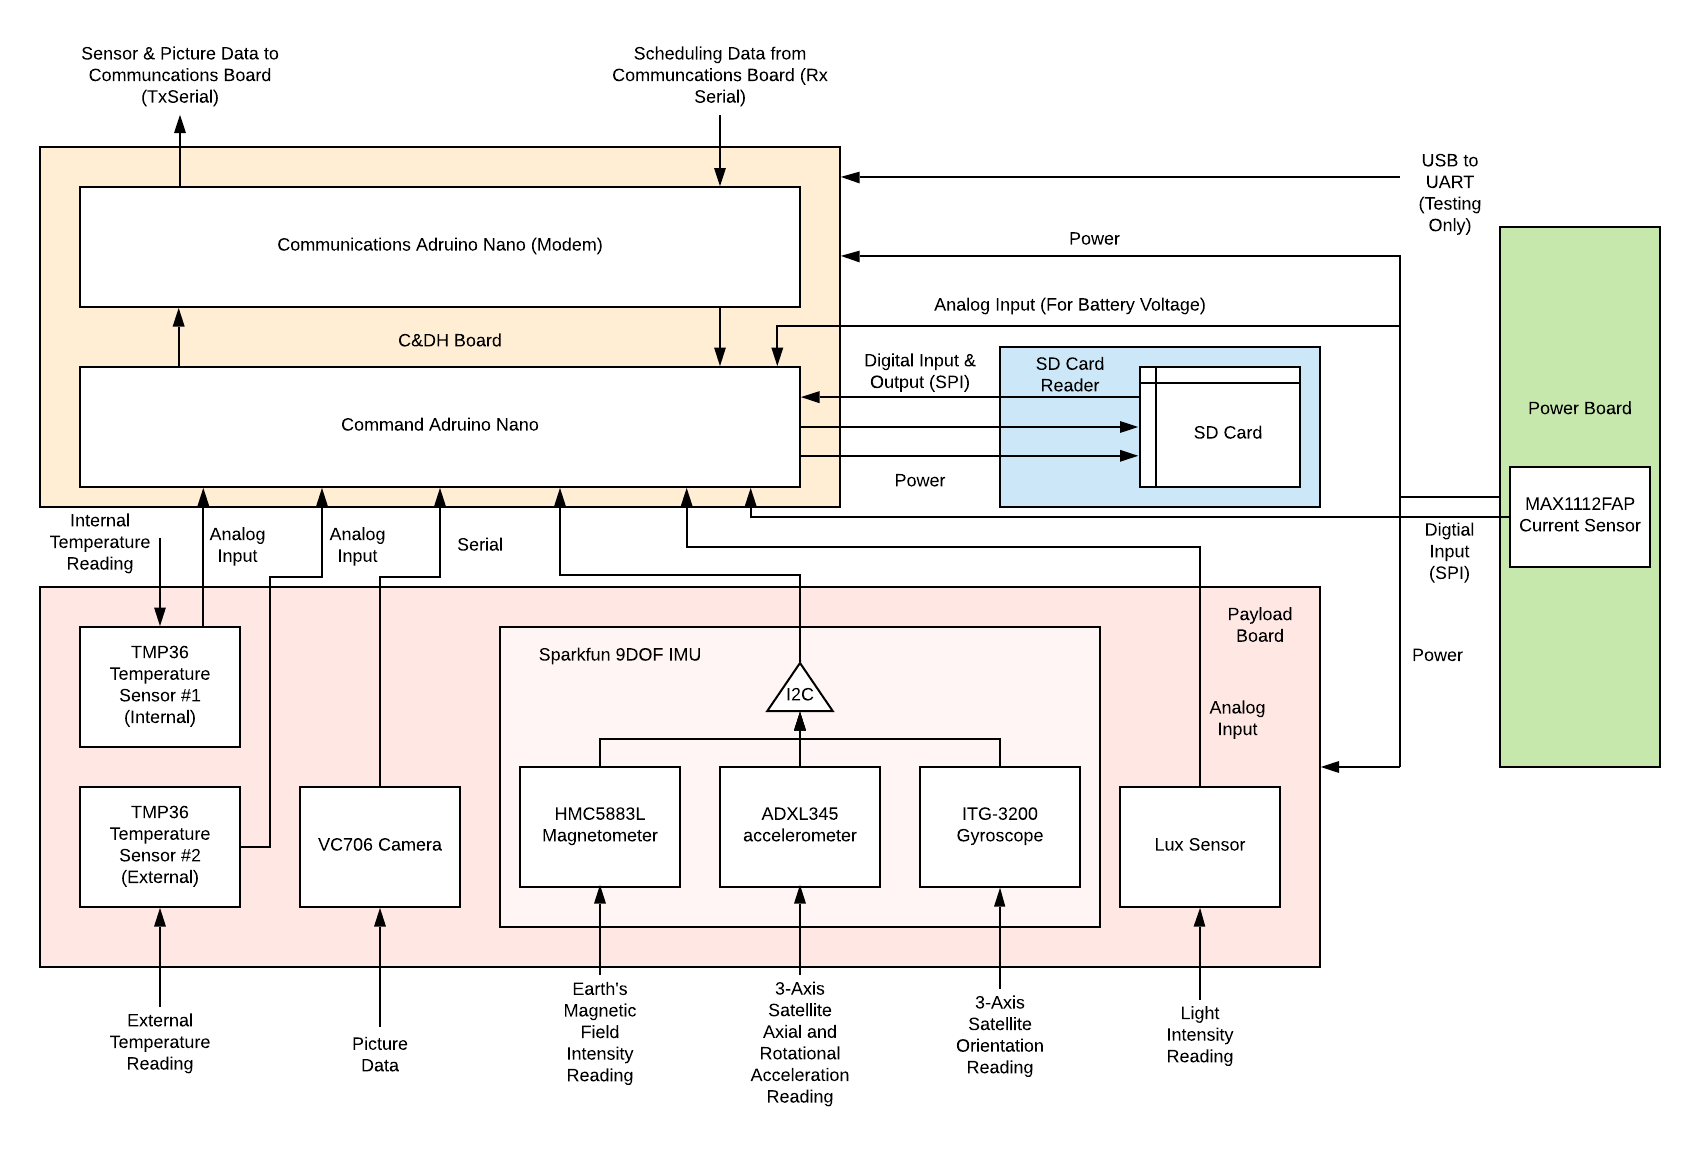 Sensor & Picture Data to
Communcations Board
(TxSerial)
Scheduling Data from
Communcations Board (Rx
Serial)
USB to
UART
(Testing
Only)
Communications Adruino Nano (Modem)
Power
Analog Input (For Battery Voltage)
C&DH Board
Digital Input &
Output (SPI)
SD Card
Reader
Command Adruino Nano
SD Card
Power Board
Power
MAX1112FAP
Current Sensor
Internal
Temperature
Reading
Analog
Input
Analog
Input
Serial
Digtial
Input
(SPI)
Payload
Board
Power
TMP36
Temperature
Sensor #1
(Internal)
Sparkfun 9DOF IMU
I2C
Analog
Input
TMP36
Temperature
Sensor #2
(External)
VC706 Camera
HMC5883L
Magnetometer
ADXL345
accelerometer
ITG-3200
Gyroscope
Lux Sensor
External
Temperature
Reading
Picture
Data
Earth's
Magnetic
Field
Intensity
Reading
3-Axis
Satellite
Axial and
Rotational
Acceleration
Reading
3-Axis
Satellite
Orientation
Reading
Light
Intensity
Reading